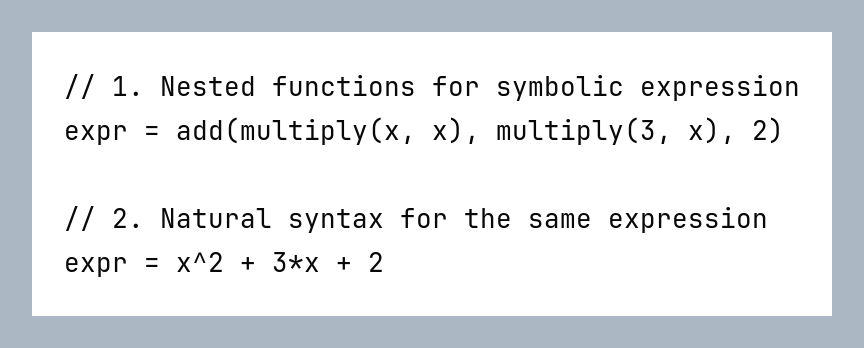 // 1. Nested functions for symbolic expression
expr = add(multiply(x, x), multiply(3, x), 2)
// 2. Natural syntax for the same expression
expr = x^2 + 3*x + 2